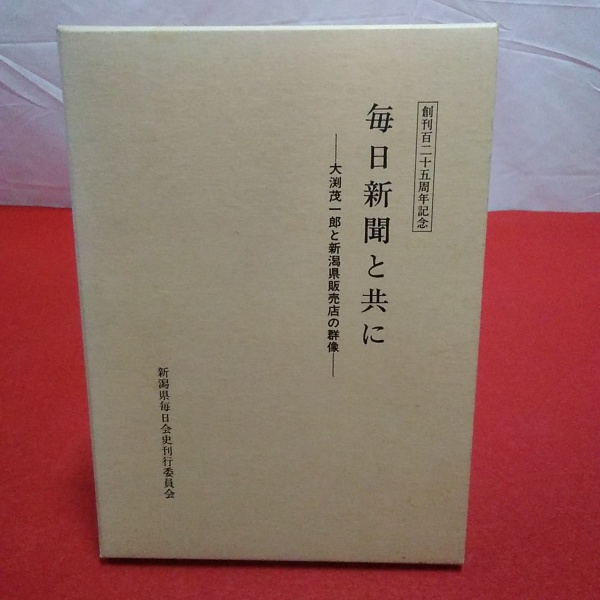 創刊百二十五周年記念
毎日新聞と共に
――大渕茂一郎と新潟県販売店の群像――
新潟県毎日会史刊行委員会